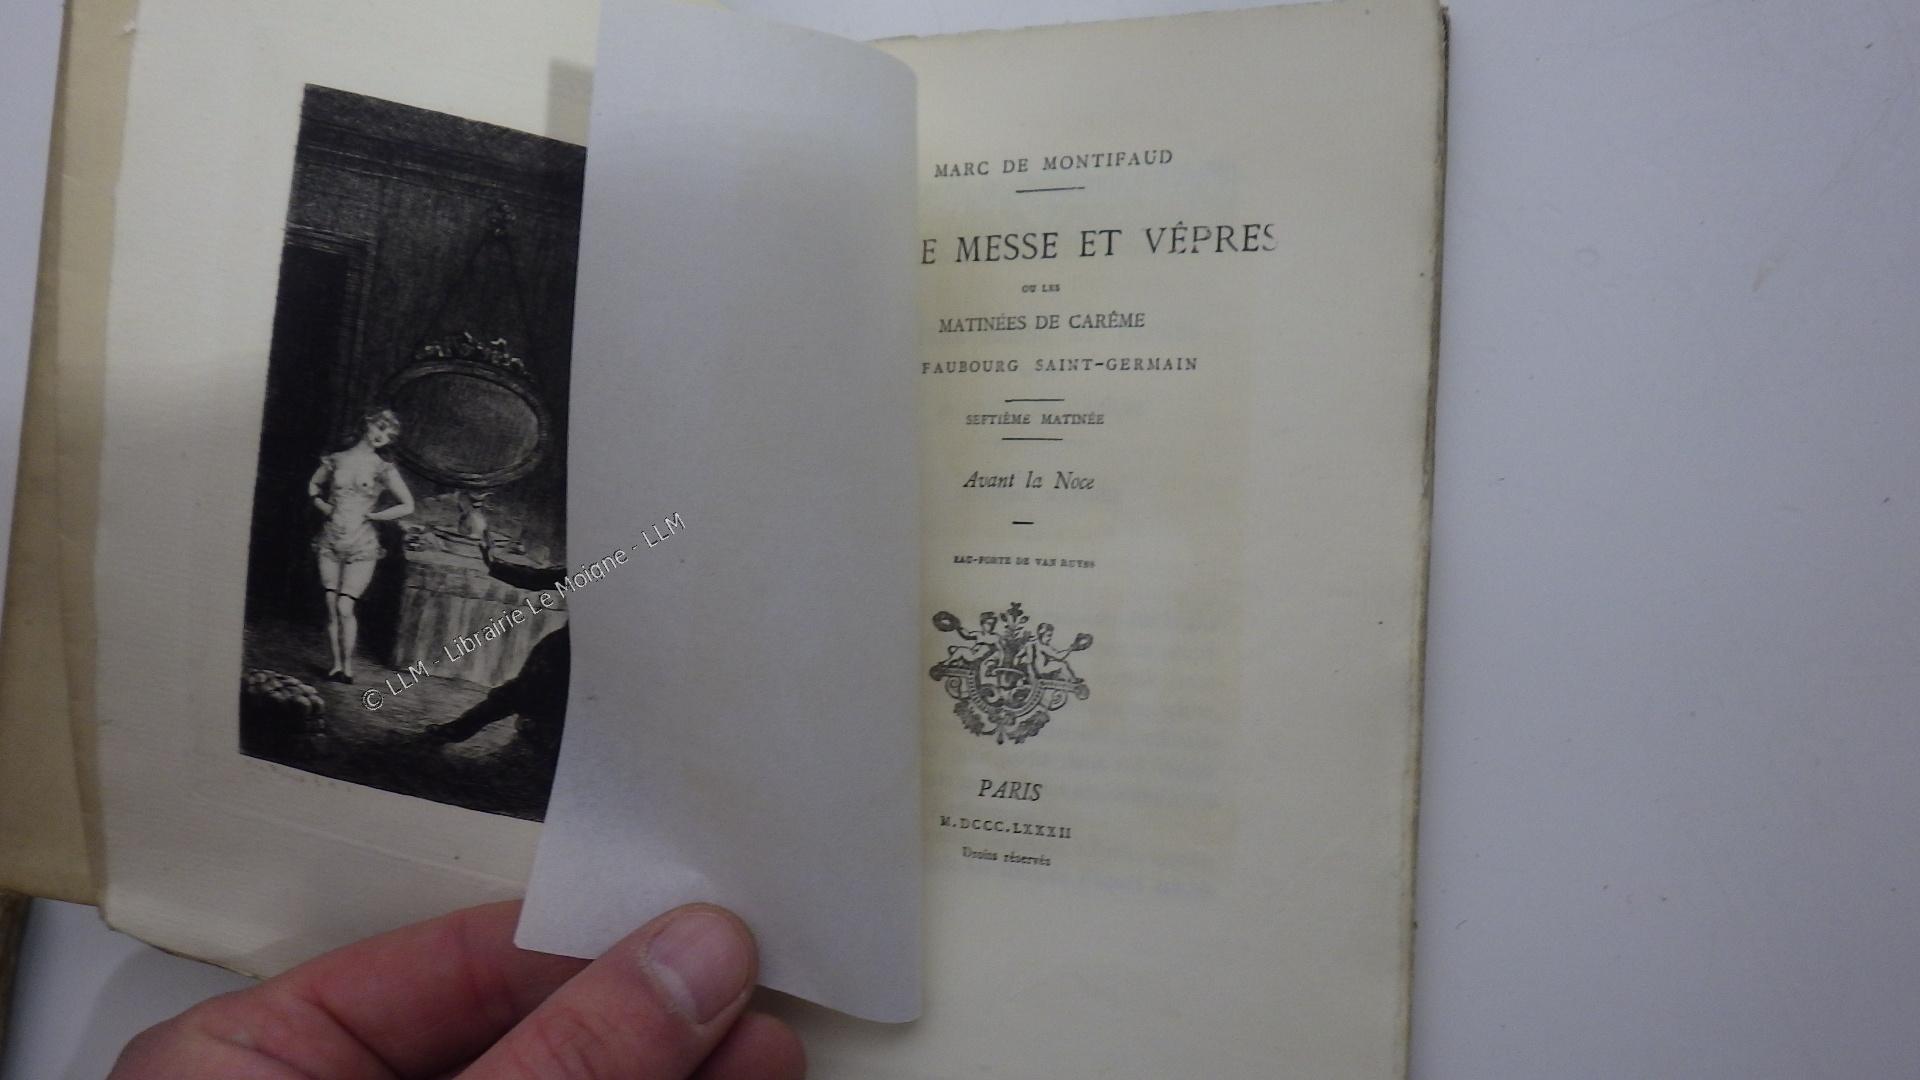 MARC DE MONTIFAUD
E MESSE ET VÊPRES
OU LES
MATINÉES DE CARÊME
FAUBOURG SAINT-GERMAIN
SEPTIÈME MATINÉE
Avant la Noce
EAU-FORTE DE VAN RUYSS
PARIS
M.DCCC.LXXXII
Droits réservés
© LLM - Librairie Le Moigne - LLM